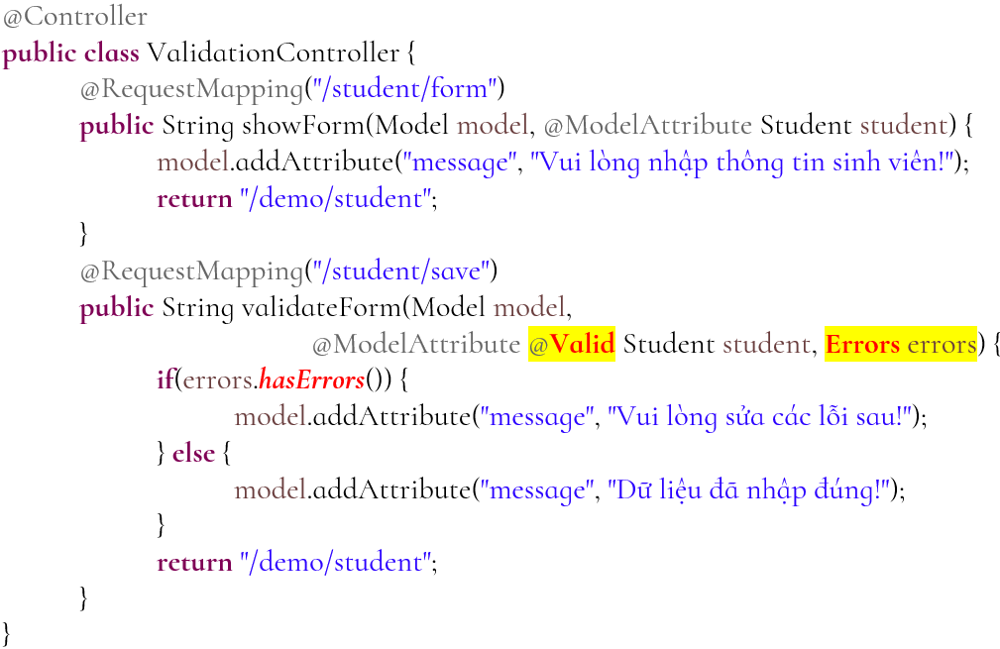 @Controller
public class ValidationController {
@RequestMapping("/student/form")
public String showForm(Model model, @ModelAttribute Student student) {
model.addAttribute("message", "Vui lòng nhập thông tin sinh viên!");
return "/demo/student";
}
@RequestMapping("/student/save")
public String validateForm(Model model,
@ModelAttribute @Valid Student student, Errors errors) {
if(errors.hasErrors()) {
model.addAttribute("message", "Vui lòng sửa các lỗi sau!");
} else {
model.addAttribute("message", "Dữ liệu đã nhập đúng!");
}
return "/demo/student";
}
}